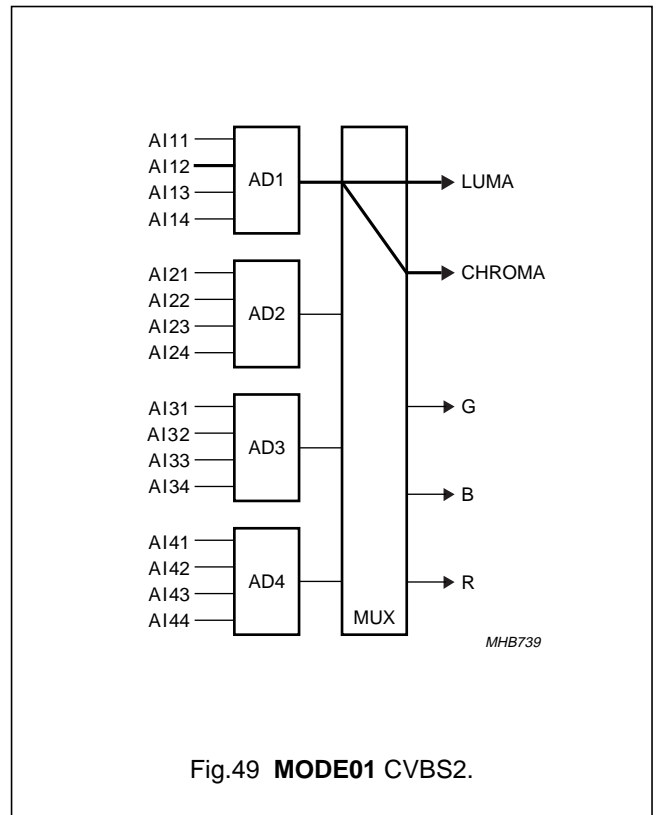 AI11
AI12
AI13
AI14
AD1
LUMA
CHROMA
AI21
AI22
AI23
AI24
AD2
AI31
AI32
AI33
AI34
AD3
G
B
AI41
AI42
AI43
AI44
AD4
R
MUX
MHB739
Fig.49 MODE01 CVBS2.